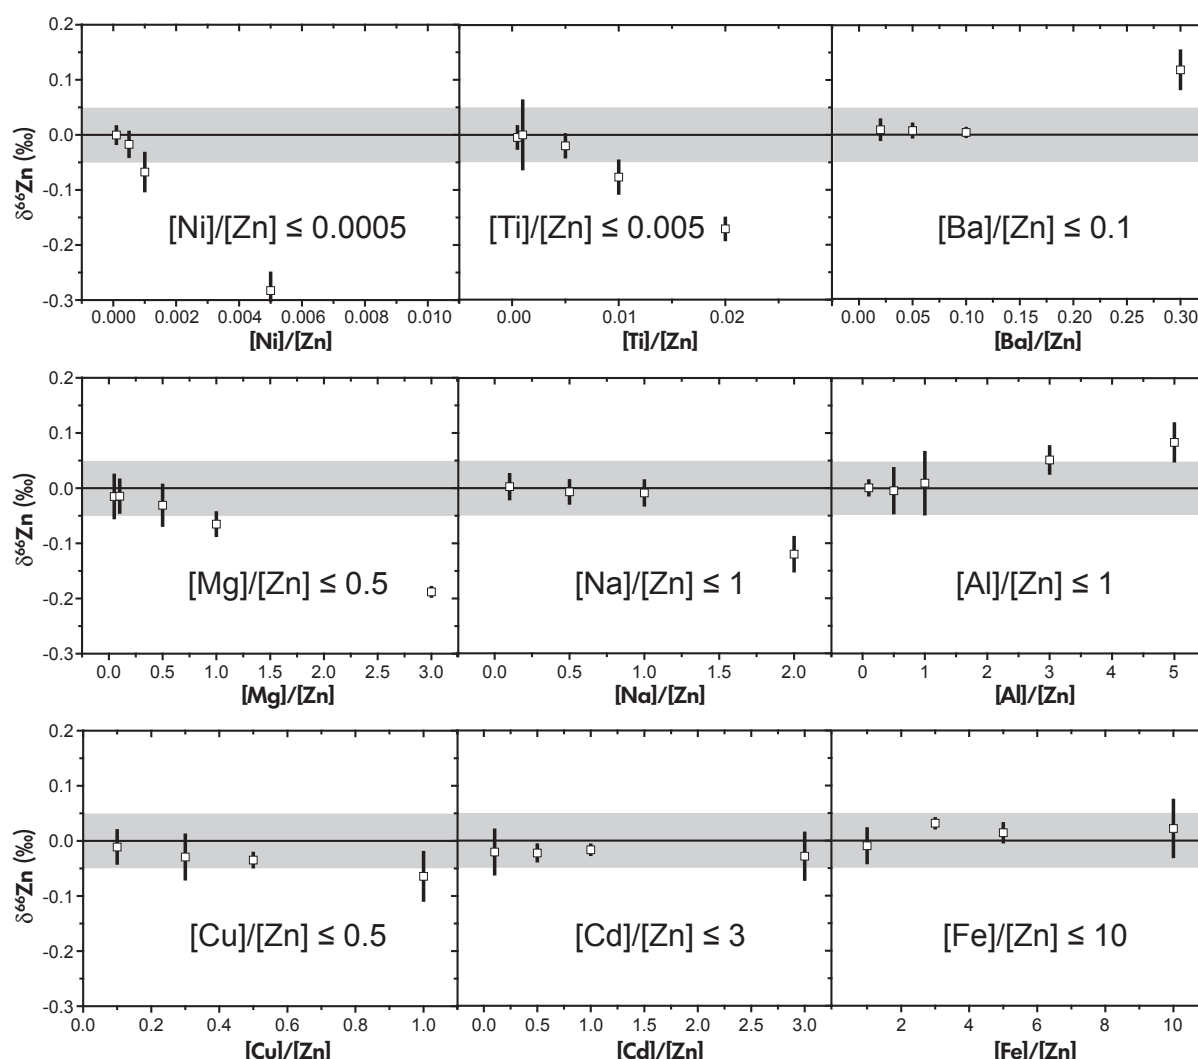 0.2
0.1
0.0
-0.1
-0.2
-0.3
δ⁶⁶Zn (‰)
[Ni]/[Zn] ≤ 0.0005
0.000 0.002 0.004 0.006 0.008 0.010
[Ni]/[Zn]
[Ti]/[Zn] ≤ 0.005
0.00 0.01 0.02
[Ti]/[Zn]
[Ba]/[Zn] ≤ 0.1
0.00 0.05 0.10 0.15 0.20 0.25 0.30
[Ba]/[Zn]
0.2
0.1
0.0
-0.1
-0.2
-0.3
δ⁶⁶Zn (‰)
[Mg]/[Zn] ≤ 0.5
0.0 0.5 1.0 1.5 2.0 2.5 3.0
[Mg]/[Zn]
[Na]/[Zn] ≤ 1
0.0 0.5 1.0 1.5 2.0
[Na]/[Zn]
[Al]/[Zn] ≤ 1
0 1 2 3 4 5
[Al]/[Zn]
0.2
0.1
0.0
-0.1
-0.2
-0.3
δ⁶⁶Zn (‰)
[Cu]/[Zn] ≤ 0.5
0.0 0.2 0.4 0.6 0.8 1.0
[Cu]/[Zn]
[Cd]/[Zn] ≤ 3
0.0 0.5 1.0 1.5 2.0 2.5 3.0
[Cd]/[Zn]
[Fe]/[Zn] ≤ 10
2 4 6 8 10
[Fe]/[Zn]